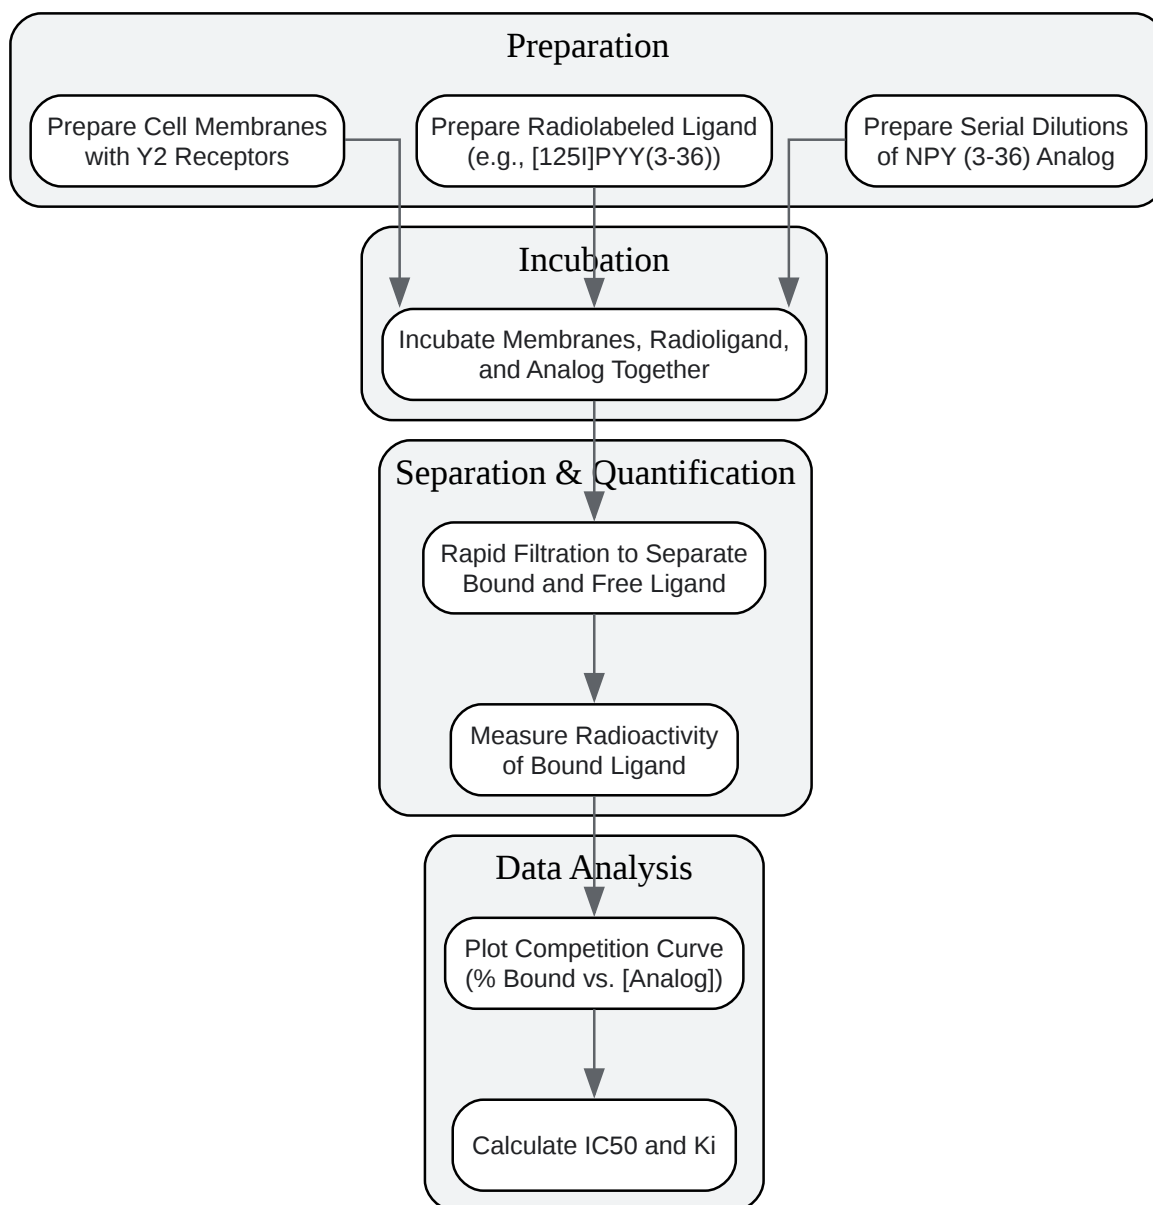 Preparation
Prepare Cell Membranes
with Y2 Receptors
Prepare Radiolabeled Ligand
(e.g., [125I]PYY(3-36))
Prepare Serial Dilutions
of NPY (3-36) Analog
Incubation
Incubate Membranes, Radioligand,
and Analog Together
Separation & Quantification
Rapid Filtration to Separate
Bound and Free Ligand
Measure Radioactivity
of Bound Ligand
Data Analysis
Plot Competition Curve
(% Bound vs. [Analog])
Calculate IC50 and Ki